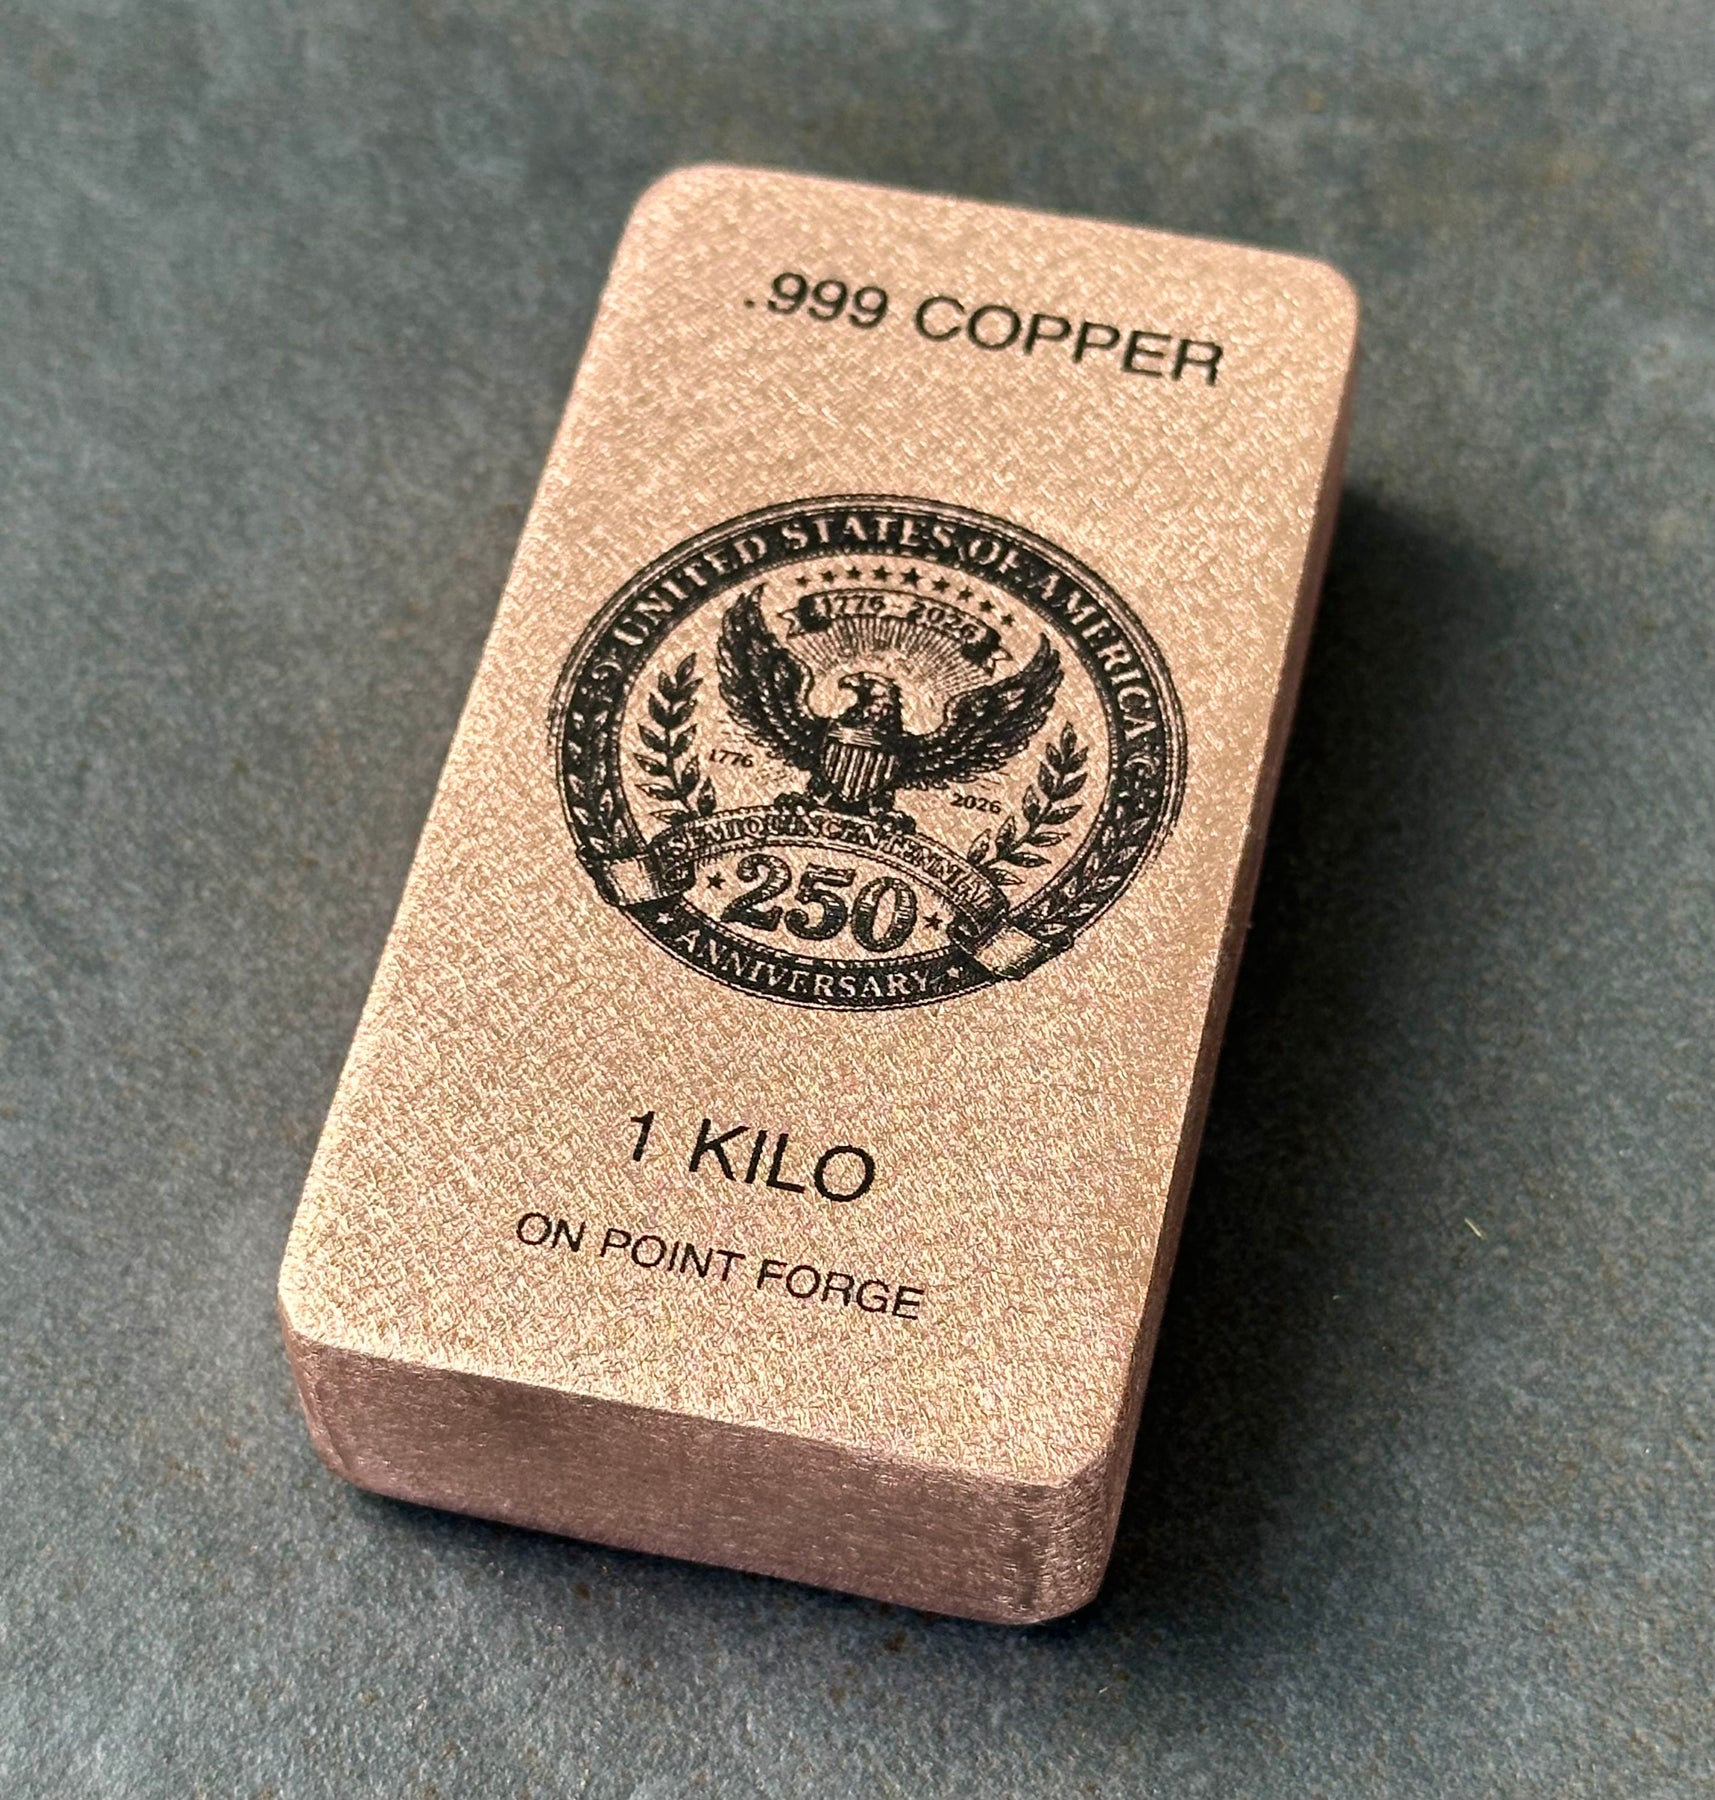 .999 COPPER
UNITED STATES OF AMERICA
1776 - 2026
1776
2026
SEMIQUINCENTENNIAL
250
ANNIVERSARY
1 KILO
ON POINT FORGE